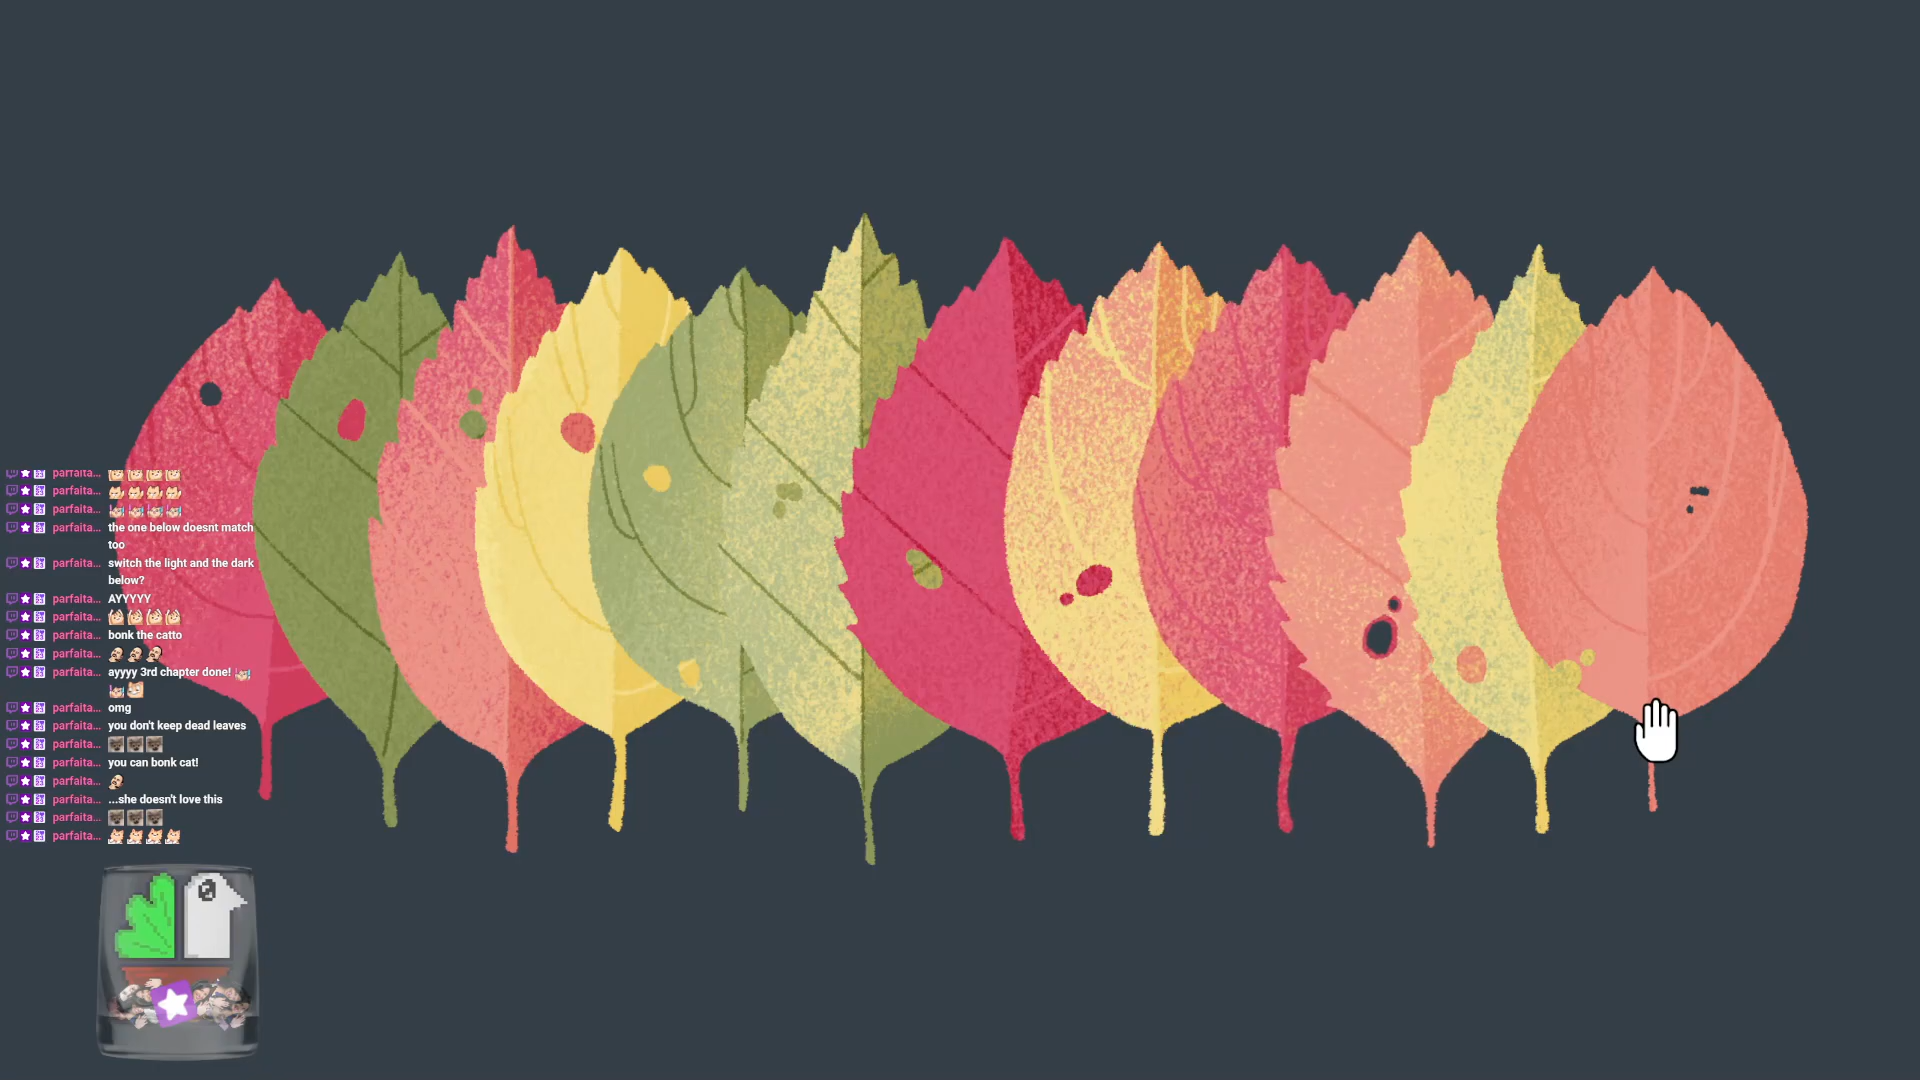 parfaita...
parfaita...
parfaita...
parfaita... the one below doesnt match
too
parfaita... switch the light and the dark
below?
parfaita... AYYYYY
parfaita...
parfaita... bonk the catto
parfaita...
parfaita... ayyyy 3rd chapter done!
parfaita... omg
parfaita... you don't keep dead leaves
parfaita...
parfaita... you can bonk cat!
parfaita...
parfaita... ...she doesn't love this
parfaita...
parfaita...